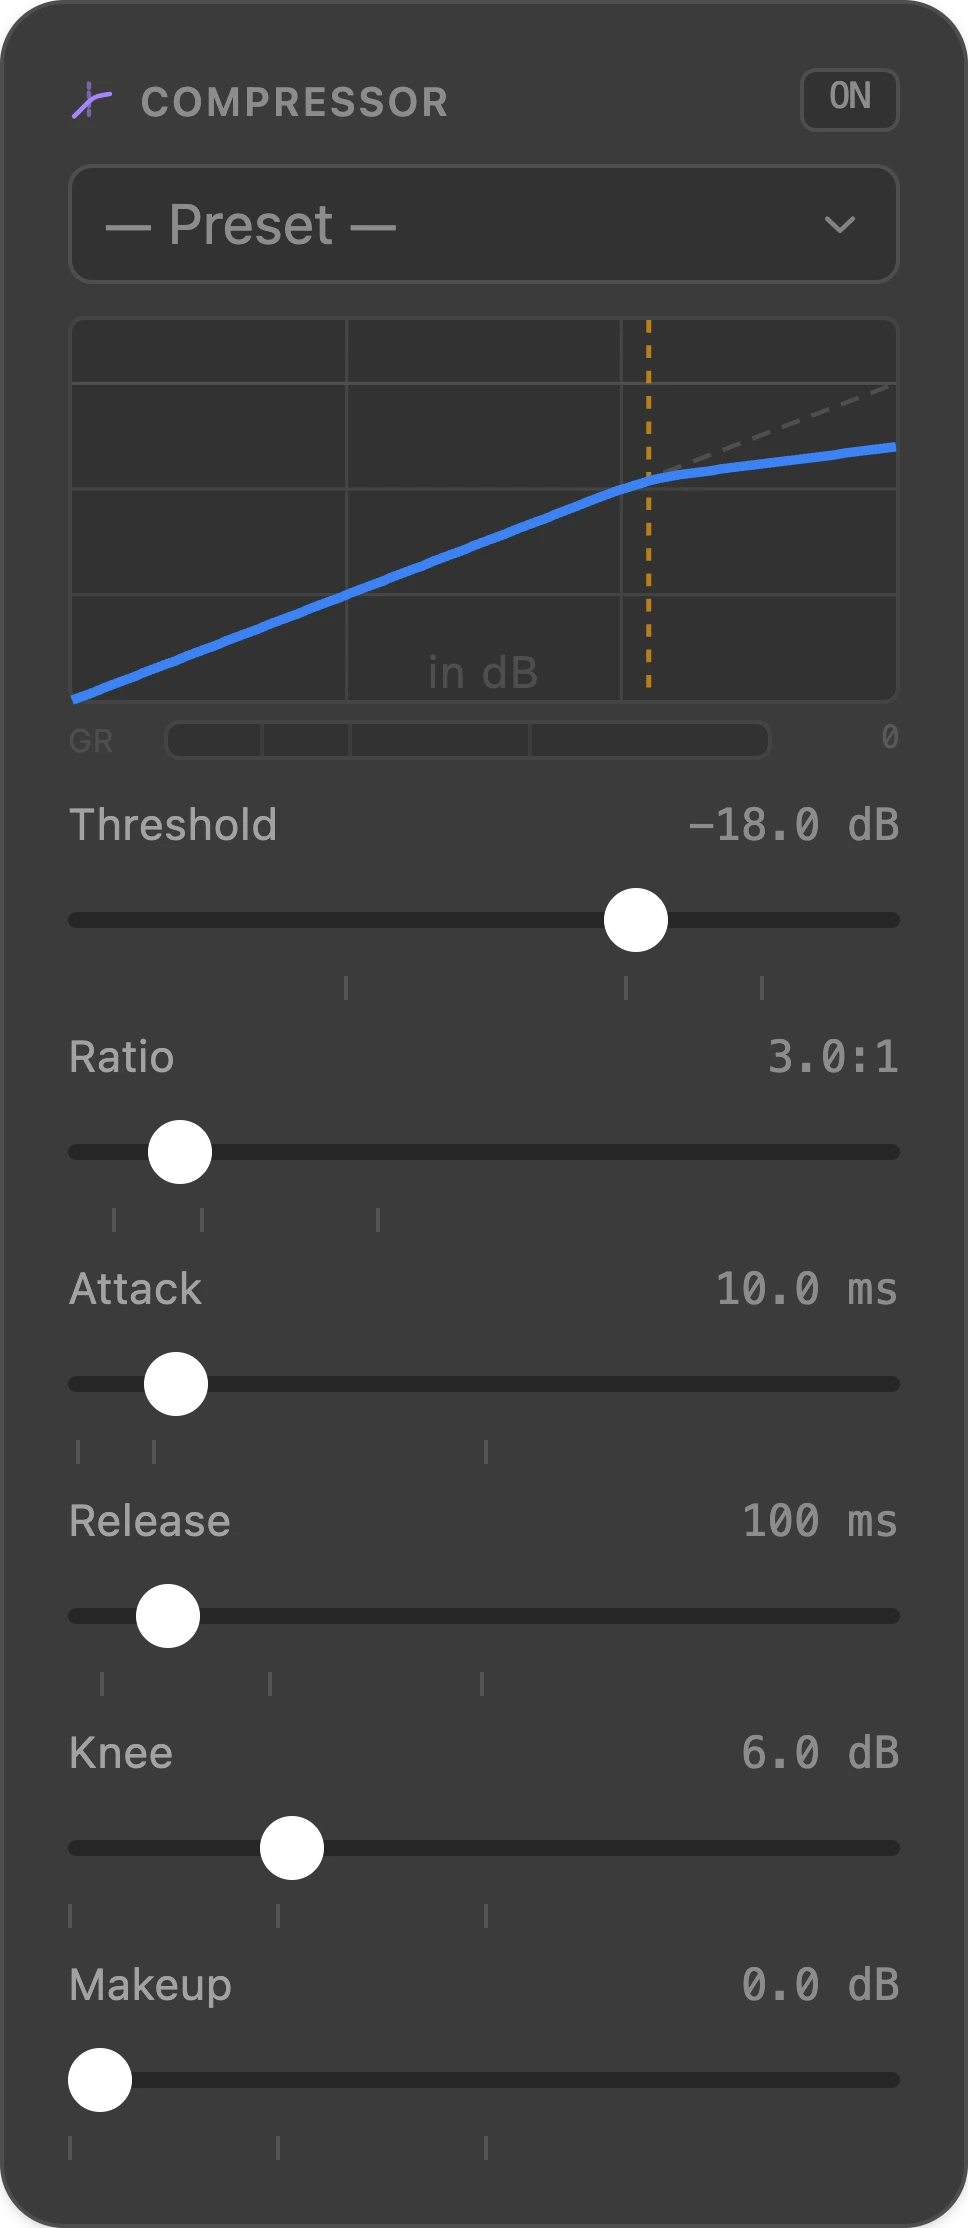 COMPRESSOR
ON
— Preset —
in dB
GR
0
Threshold
−18.0 dB
Ratio
3.0:1
Attack
10.0 ms
Release
100 ms
Knee
6.0 dB
Makeup
0.0 dB